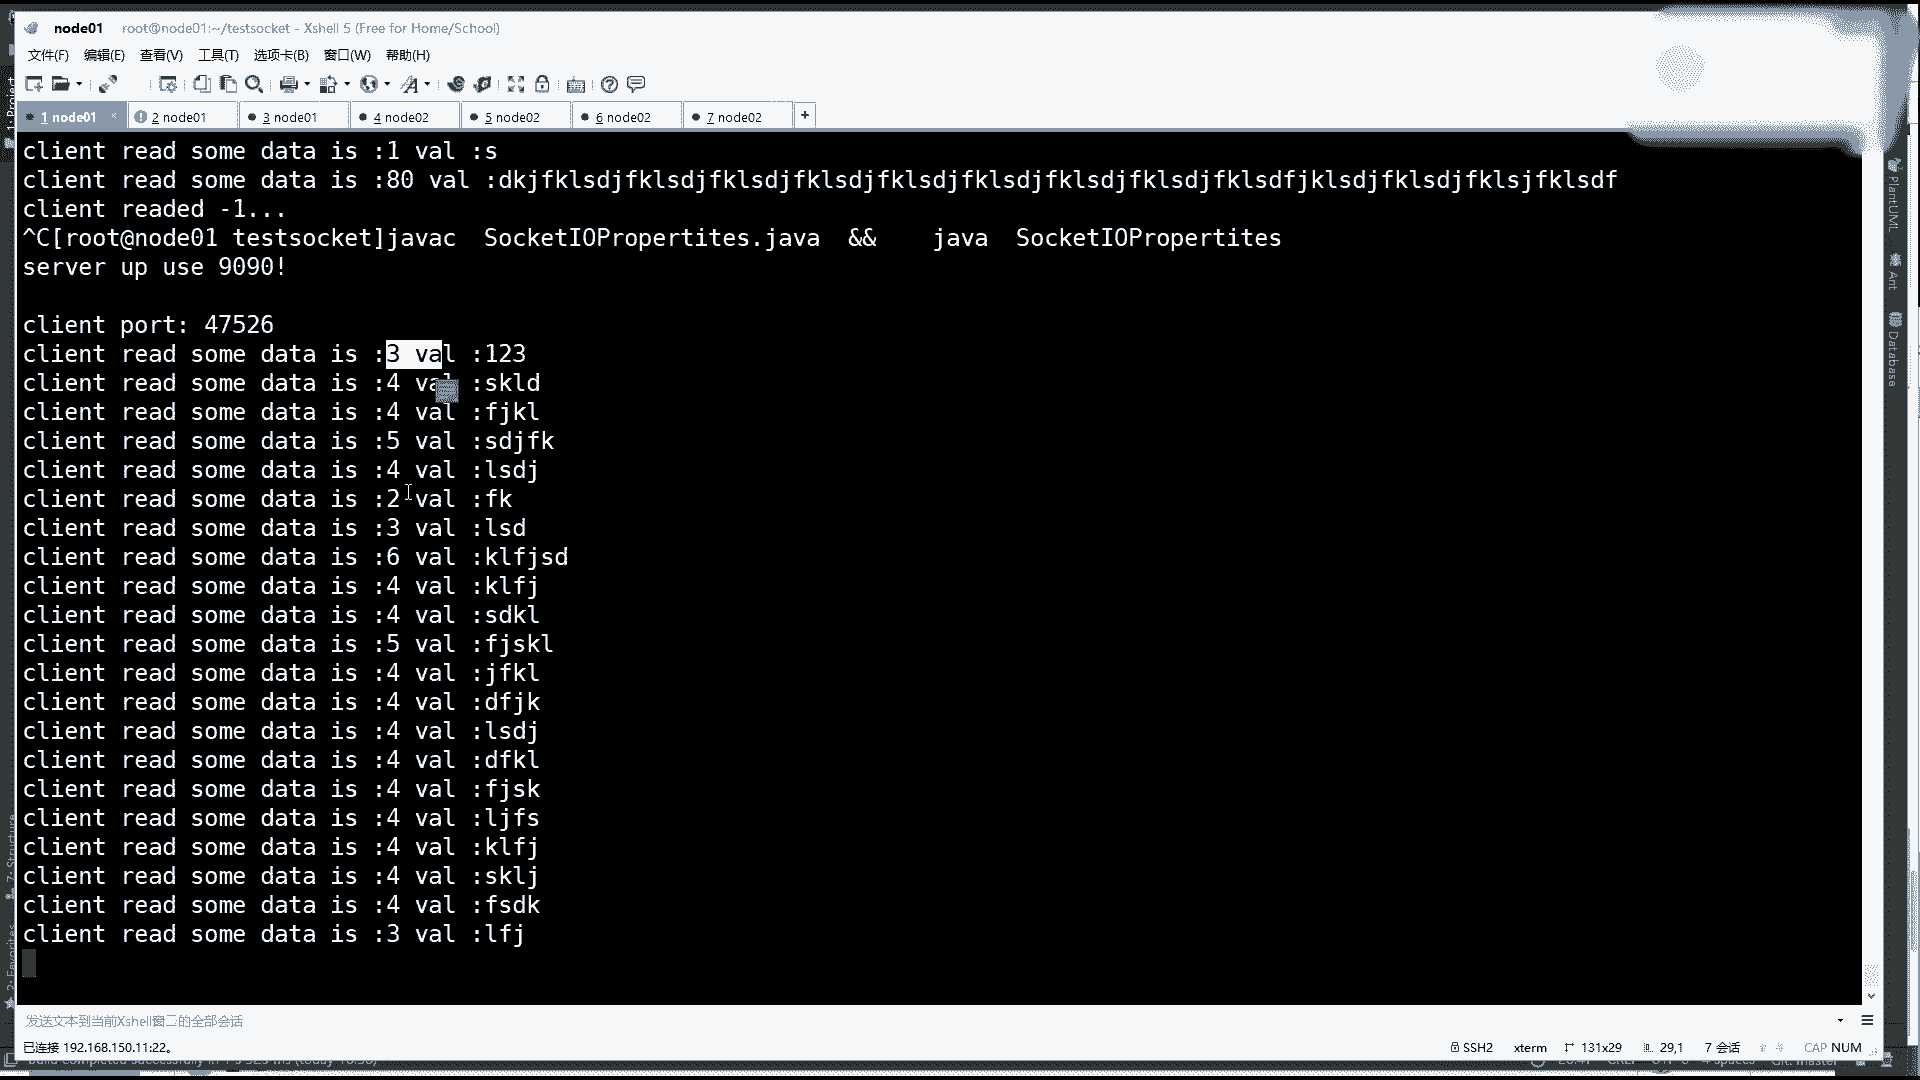 node01 root@node01:~/testsocket - Xshell 5 (Free for Home/School)
文件(F) 编辑(E) 查看(V) 工具(T) 选项卡(B) 窗口(W) 帮助(H)
1 node01 × 2 node01 3 node01 4 node02 5 node02 6 node02 7 node02 +
client read some data is :1 val :s
client read some data is :80 val :dkjfklsdjfklsdjfklsdjfklsdjfklsdjfklsdjfklsdjfklsdjfklsdfjklsdjfklsdjfklsjfklsdf
client readed -1...
^C[root@node01 testsocket]javac  SocketIOPropertites.java  &&    java  SocketIOPropertites
server up use 9090!
client port: 47526
client read some data is :3 val :123
client read some data is :4 val :skld
client read some data is :4 val :fjkl
client read some data is :5 val :sdjfk
client read some data is :4 val :lsdj
client read some data is :2 val :fk
client read some data is :3 val :lsd
client read some data is :6 val :klfjsd
client read some data is :4 val :klfj
client read some data is :4 val :sdkl
client read some data is :5 val :fjskl
client read some data is :4 val :jfkl
client read some data is :4 val :dfjk
client read some data is :4 val :lsdj
client read some data is :4 val :dfkl
client read some data is :4 val :fjsk
client read some data is :4 val :ljfs
client read some data is :4 val :klfj
client read some data is :4 val :sklj
client read some data is :4 val :fsdk
client read some data is :3 val :lfj
发送文本到当前Xshell窗口的全部会话
已连接 192.168.150.11:22。 SSH2 xterm 131x29 29,1 7 会话 CAP NUM
1: Project
7: Structure
2: Favorites
PlantUML
Ant
Database